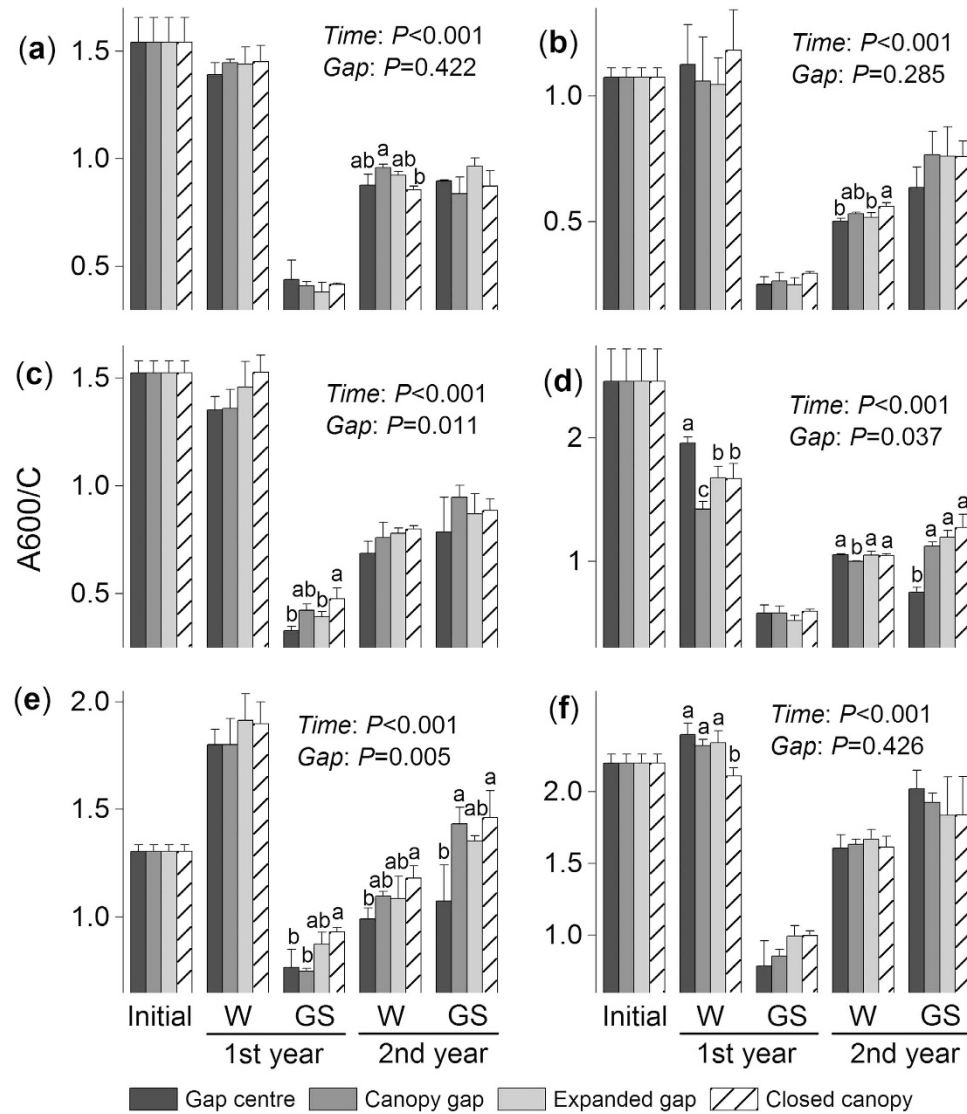 (a)
1.5
1.0
0.5
Time: P<0.001
Gap: P=0.422
ab a ab b
(b)
1.0
0.5
Time: P<0.001
Gap: P=0.285
b ab b a
(c)
1.5
1.0
0.5
Time: P<0.001
Gap: P=0.011
b ab b a
(d)
2
1
Time: P<0.001
Gap: P=0.037
a c b b
a b a a
b a a a
A600/C
(e)
2.0
1.5
1.0
Time: P<0.001
Gap: P=0.005
b b ab a
b ab ab a
b a ab a
(f)
2.0
1.5
1.0
Time: P<0.001
Gap: P=0.426
a a a b
Initial W GS W GS
1st year 2nd year
Initial W GS W GS
1st year 2nd year
Gap centre Canopy gap Expanded gap Closed canopy